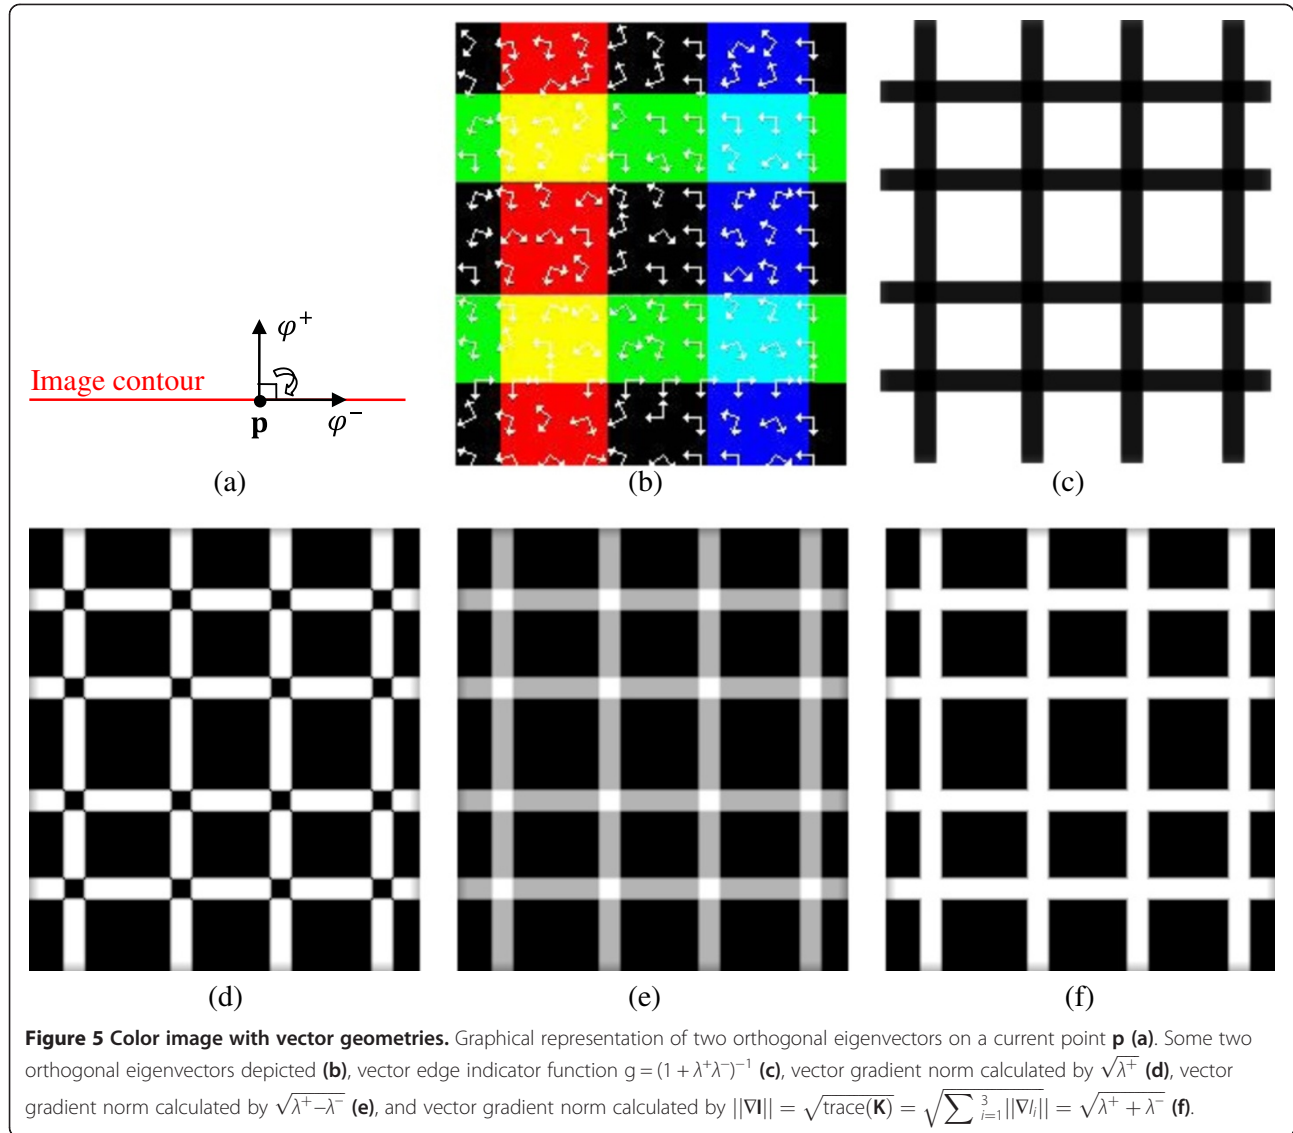 φ⁺
Image contour
p
φ⁻
(a)
(b)
(c)
(d)
(e)
(f)
Figure 5 Color image with vector geometries. Graphical representation of two orthogonal eigenvectors on a current point p (a). Some two
orthogonal eigenvectors depicted (b), vector edge indicator function g = (1 + λ⁺λ⁻)⁻¹ (c), vector gradient norm calculated by √λ⁺ (d), vector
gradient norm calculated by √(λ⁺−λ⁻) (e), and vector gradient norm calculated by ||∇I|| = √trace(K) = √∑ ³ᵢ₌₁||∇Iᵢ|| = √(λ⁺ + λ⁻) (f).